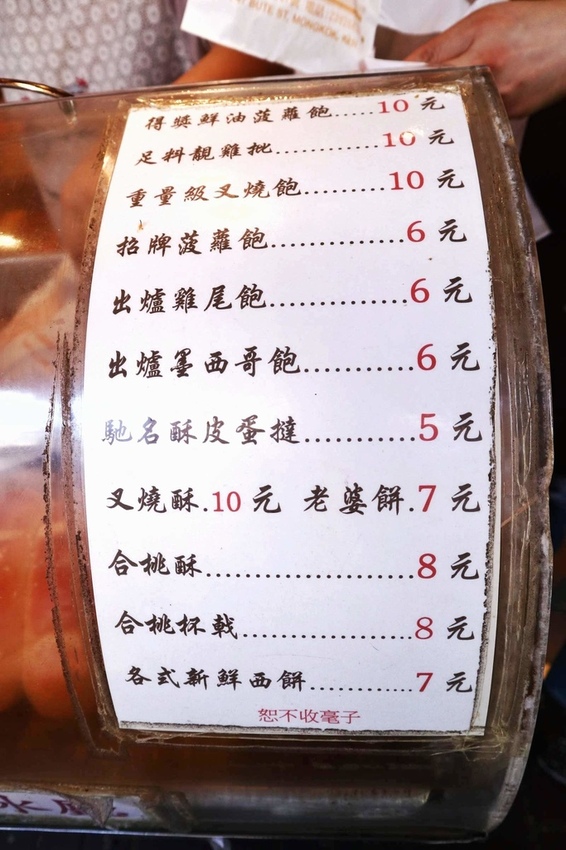 BUTE ST. MONGKOK
得獎鮮油菠蘿飽.....10元
足料靚雞批............10元
重量級叉燒飽.........10元
招牌菠蘿飽.............6元
出爐雞尾飽.............6元
出爐墨西哥飽..........6元
馳名酥皮蛋撻..........5元
叉燒酥.10元 老婆餅.7元
合桃酥....................8元
合桃杯戟................8元
各式新鮮西餅...........7元
恕不收毫子